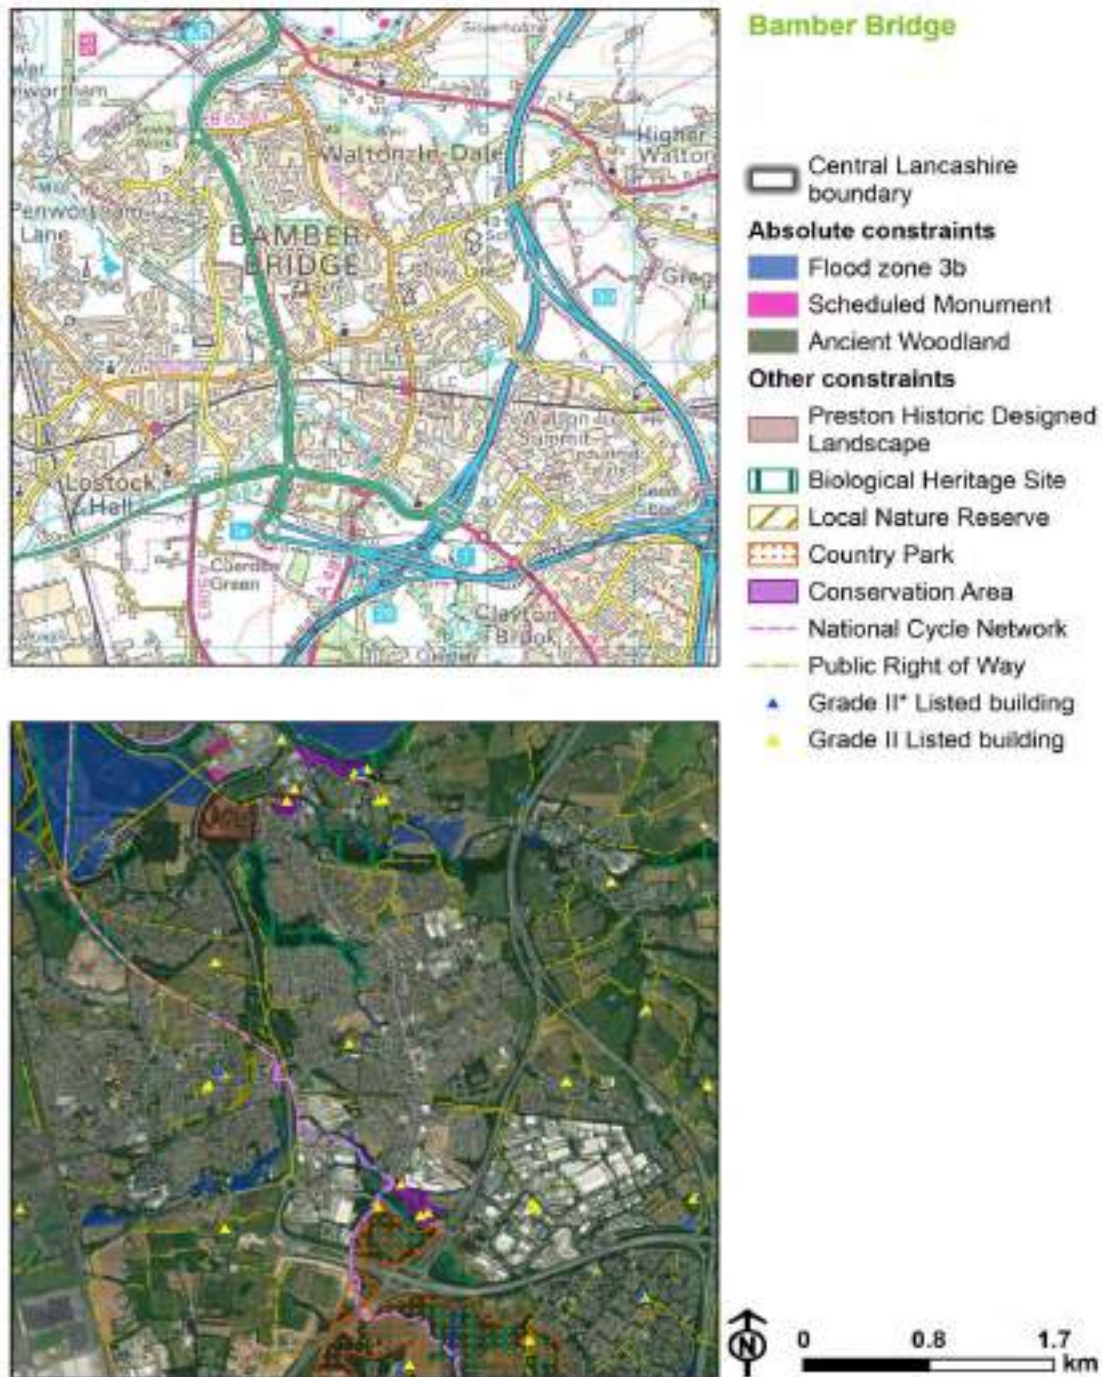 Bamber Bridge
Higher
Walton
Walton-in-Dale
Penwortham
Lane
BAMBER
BRIDGE
Lostock
Hall
Cuerden
Green
Clayton
Brook
Central Lancashire
boundary
Absolute constraints
Flood zone 3b
Scheduled Monument
Ancient Woodland
Other constraints
Preston Historic Designed
Landscape
Biological Heritage Site
Local Nature Reserve
Country Park
Conservation Area
National Cycle Network
Public Right of Way
Grade II* Listed building
Grade II Listed building
N
0 0.8 1.7
km